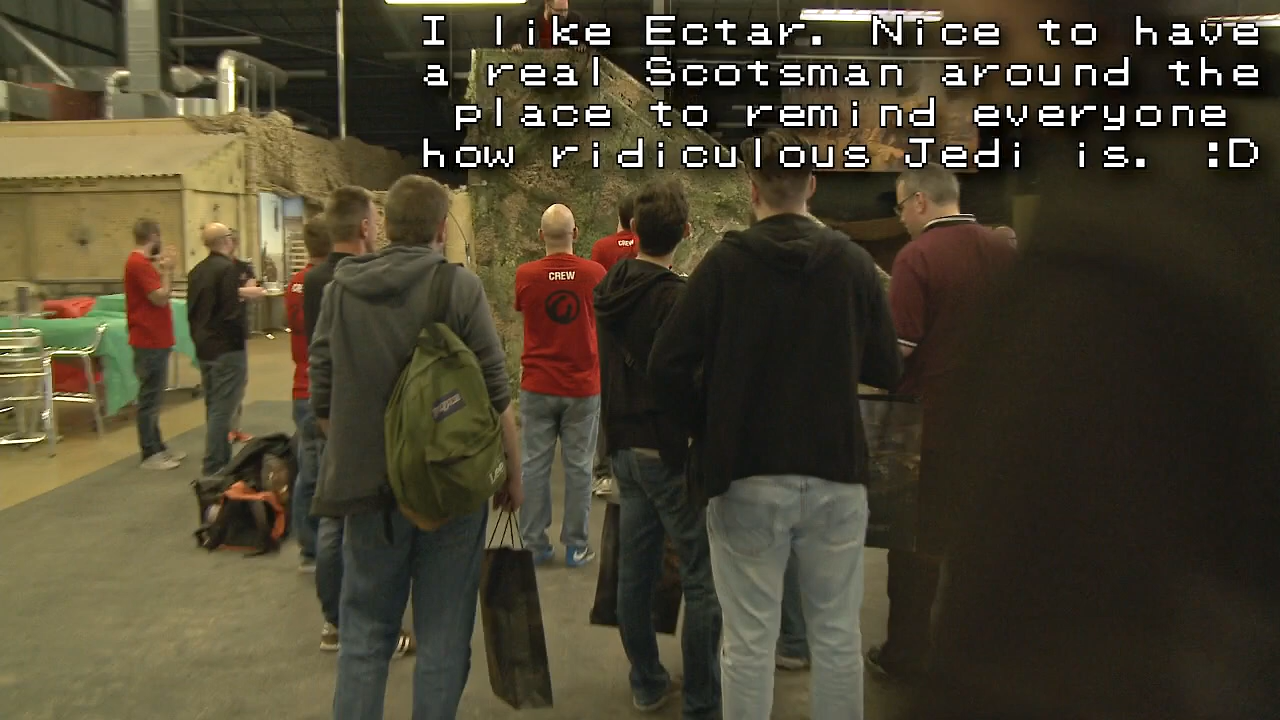 I like Ectar. Nice to have
a real Scotsman around the
place to remind everyone
how ridiculous Jedi is. :D
CREW
CREW